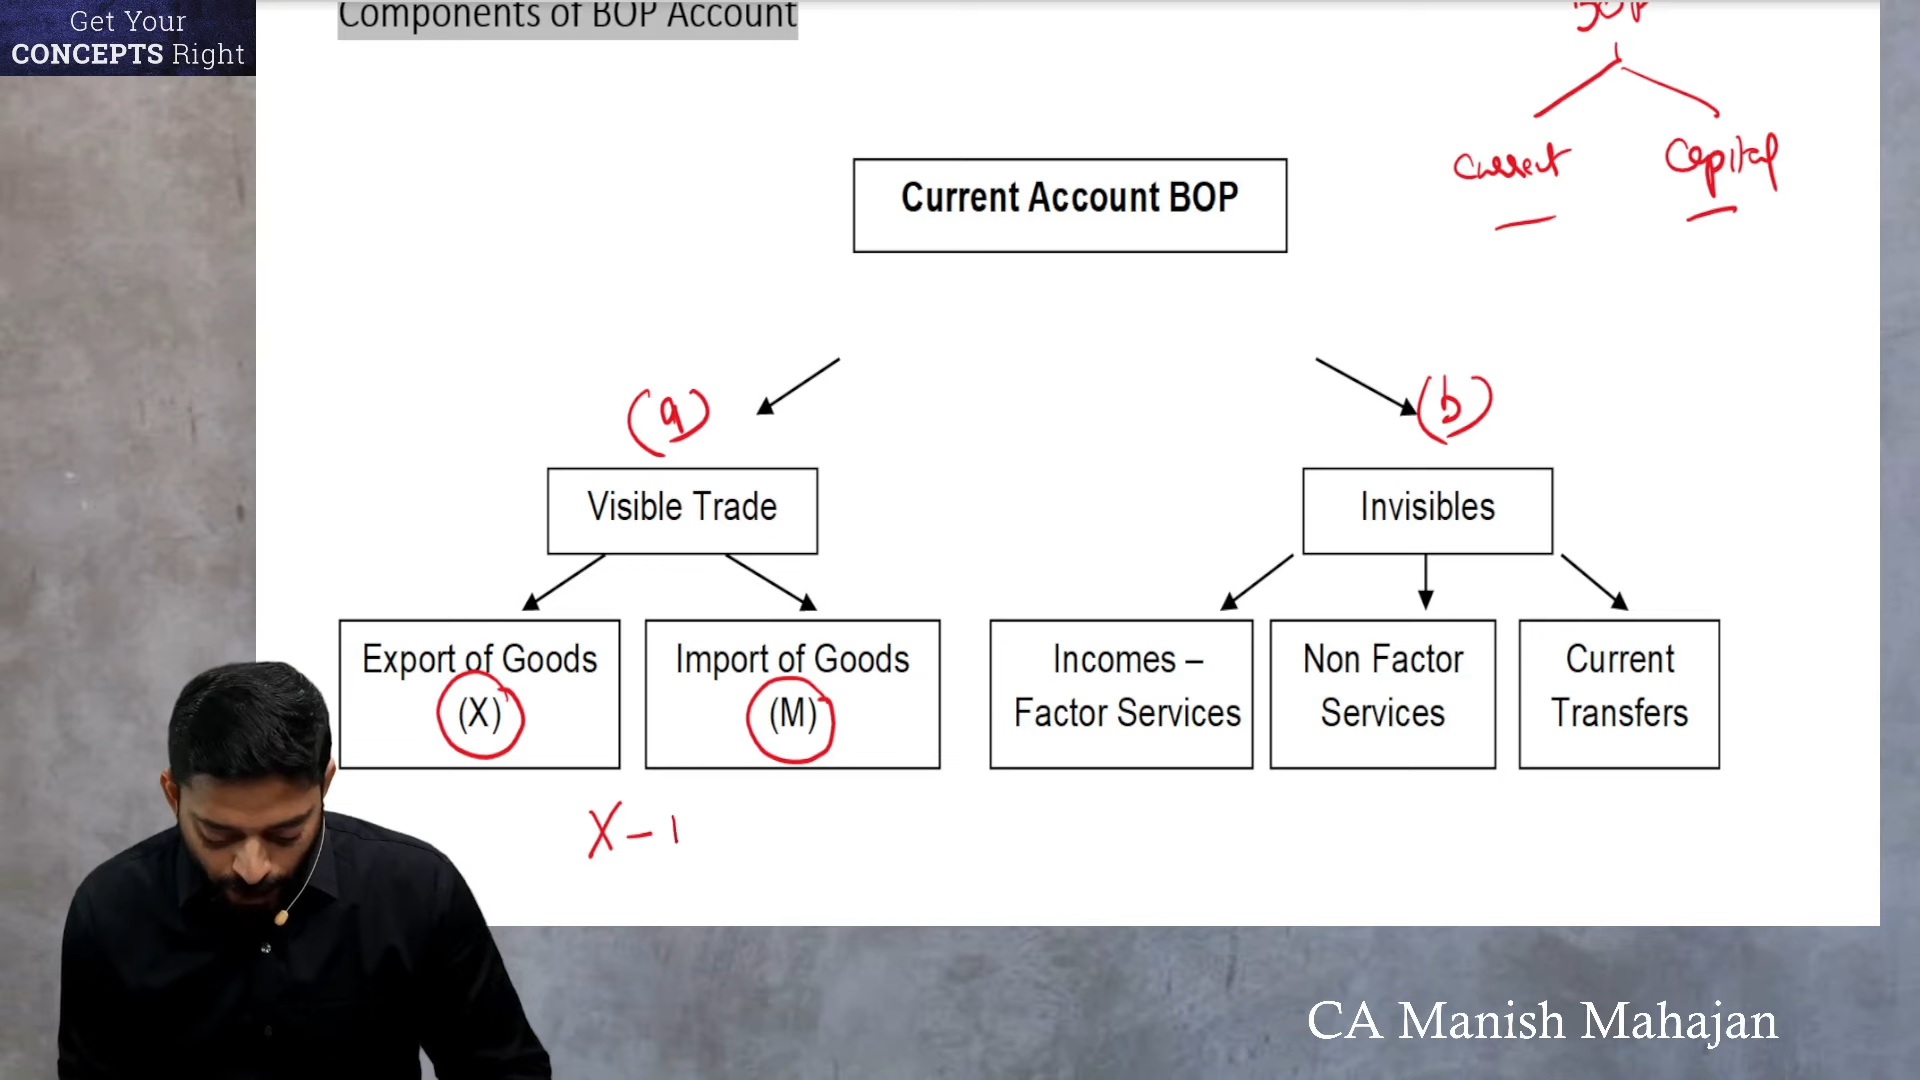 Get Your
CONCEPTS Right
Components of BOP Account
BOP
Current
Capital
Current Account BOP
(a)
(b)
Visible Trade
Invisibles
Export of Goods
(X)
Import of Goods
(M)
Incomes –
Factor Services
Non Factor
Services
Current
Transfers
X – 1
CA Manish Mahajan